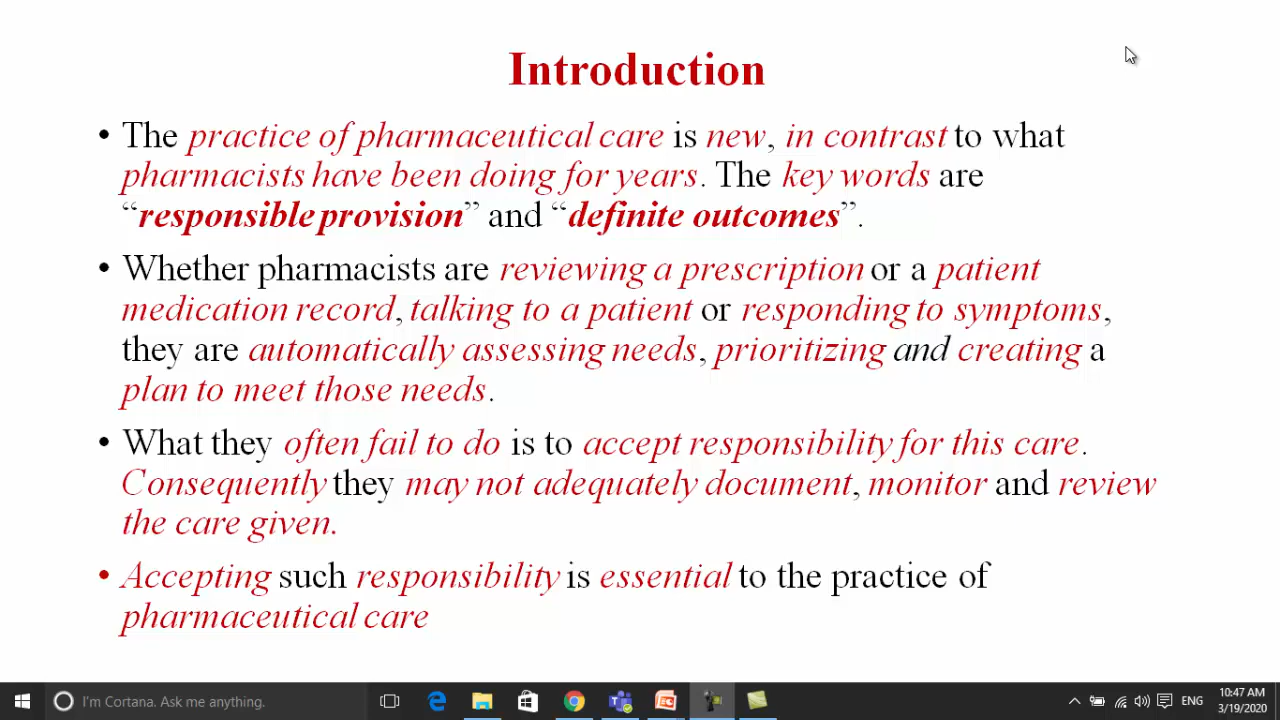 Introduction
• The practice of pharmaceutical care is new, in contrast to what
pharmacists have been doing for years. The key words are
“responsible provision” and “definite outcomes”.
• Whether pharmacists are reviewing a prescription or a patient
medication record, talking to a patient or responding to symptoms,
they are automatically assessing needs, prioritizing and creating a
plan to meet those needs.
• What they often fail to do is to accept responsibility for this care.
Consequently they may not adequately document, monitor and review
the care given.
• Accepting such responsibility is essential to the practice of
pharmaceutical care
I'm Cortana. Ask me anything.
ENG
10:47 AM
3/19/2020